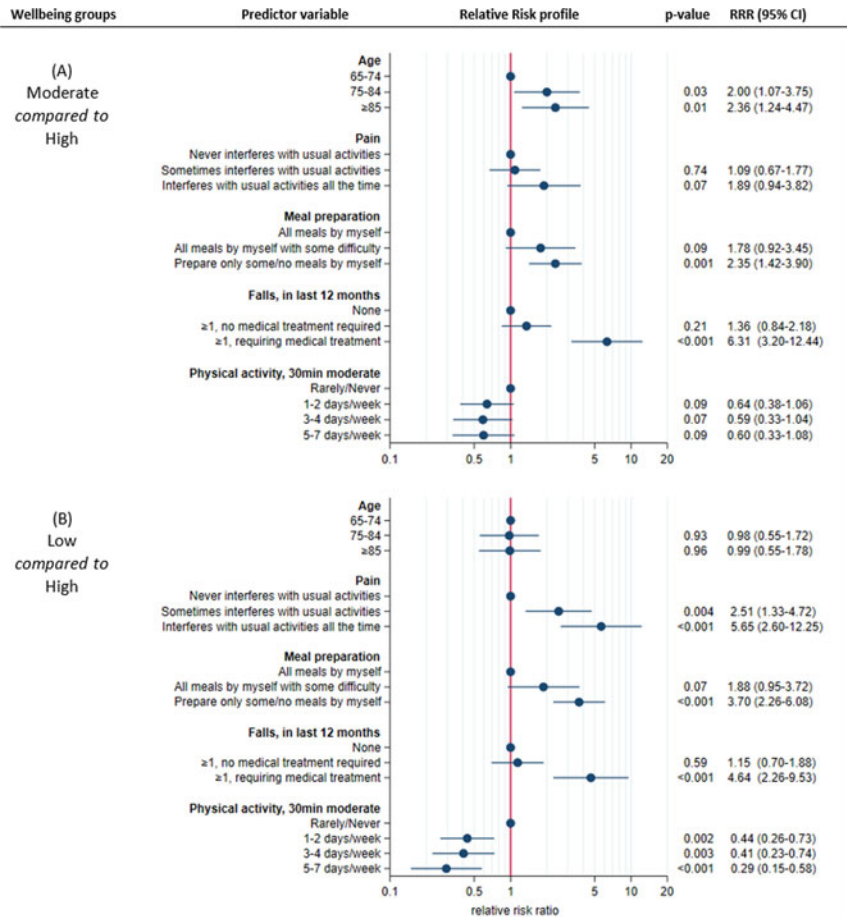 Wellbeing groups Predictor variable Relative Risk profile p-value RRR (95% CI)
(A)
Moderate
compared to
High
Age
65-74
75-84 0.03 2.00 (1.07-3.75)
≥85 0.01 2.36 (1.24-4.47)
Pain
Never interferes with usual activities
Sometimes interferes with usual activities 0.74 1.09 (0.67-1.77)
Interferes with usual activities all the time 0.07 1.89 (0.94-3.82)
Meal preparation
All meals by myself
All meals by myself with some difficulty 0.09 1.78 (0.92-3.45)
Prepare only some/no meals by myself 0.001 2.35 (1.42-3.90)
Falls, in last 12 months
None
≥1, no medical treatment required 0.21 1.36 (0.84-2.18)
≥1, requiring medical treatment <0.001 6.31 (3.20-12.44)
Physical activity, 30min moderate
Rarely/Never
1-2 days/week 0.09 0.64 (0.38-1.06)
3-4 days/week 0.07 0.59 (0.33-1.04)
5-7 days/week 0.09 0.60 (0.33-1.08)
0.1 0.5 1 5 10 20
(B)
Low
compared to
High
Age
65-74
75-84 0.93 0.98 (0.55-1.72)
≥85 0.96 0.99 (0.55-1.78)
Pain
Never interferes with usual activities
Sometimes interferes with usual activities 0.004 2.51 (1.33-4.72)
Interferes with usual activities all the time <0.001 5.65 (2.60-12.25)
Meal preparation
All meals by myself
All meals by myself with some difficulty 0.07 1.88 (0.95-3.72)
Prepare only some/no meals by myself <0.001 3.70 (2.26-6.08)
Falls, in last 12 months
None
≥1, no medical treatment required 0.59 1.15 (0.70-1.88)
≥1, requiring medical treatment <0.001 4.64 (2.26-9.53)
Physical activity, 30min moderate
Rarely/Never
1-2 days/week 0.002 0.44 (0.26-0.73)
3-4 days/week 0.003 0.41 (0.23-0.74)
5-7 days/week <0.001 0.29 (0.15-0.58)
0.1 0.5 1 5 10 20
relative risk ratio